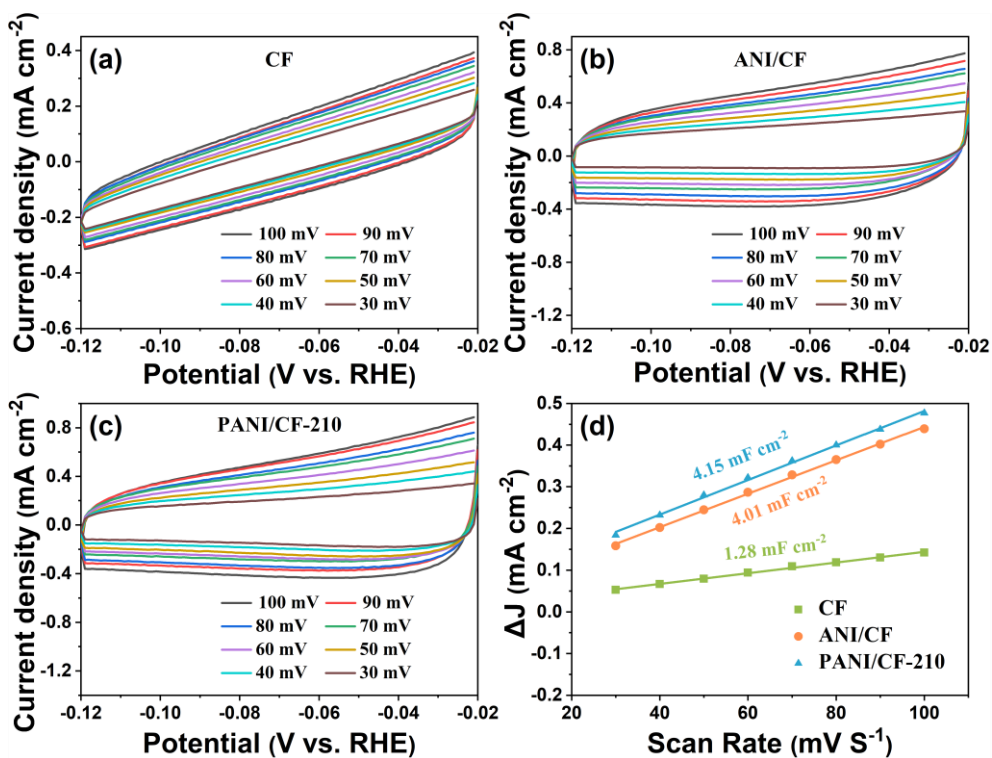 (a)
CF
Current density (mA cm-2)
0.4
0.2
0.0
-0.2
-0.4
-0.6
100 mV 90 mV
80 mV 70 mV
60 mV 50 mV
40 mV 30 mV
-0.12 -0.10 -0.08 -0.06 -0.04 -0.02
Potential (V vs. RHE)
(b)
ANI/CF
Current density (mA cm-2)
0.8
0.4
0.0
-0.4
-0.8
-1.2
100 mV 90 mV
80 mV 70 mV
60 mV 50 mV
40 mV 30 mV
-0.12 -0.10 -0.08 -0.06 -0.04 -0.02
Potential (V vs. RHE)
(c)
PANI/CF-210
Current density (mA cm-2)
0.8
0.4
0.0
-0.4
-0.8
-1.2
100 mV 90 mV
80 mV 70 mV
60 mV 50 mV
40 mV 30 mV
-0.12 -0.10 -0.08 -0.06 -0.04 -0.02
Potential (V vs. RHE)
(d)
ΔJ (mA cm-2)
0.5
0.4
0.3
0.2
0.1
0.0
-0.1
-0.2
4.15 mF cm-2
4.01 mF cm-2
1.28 mF cm-2
CF
ANI/CF
PANI/CF-210
20 40 60 80 100
Scan Rate (mV S-1)